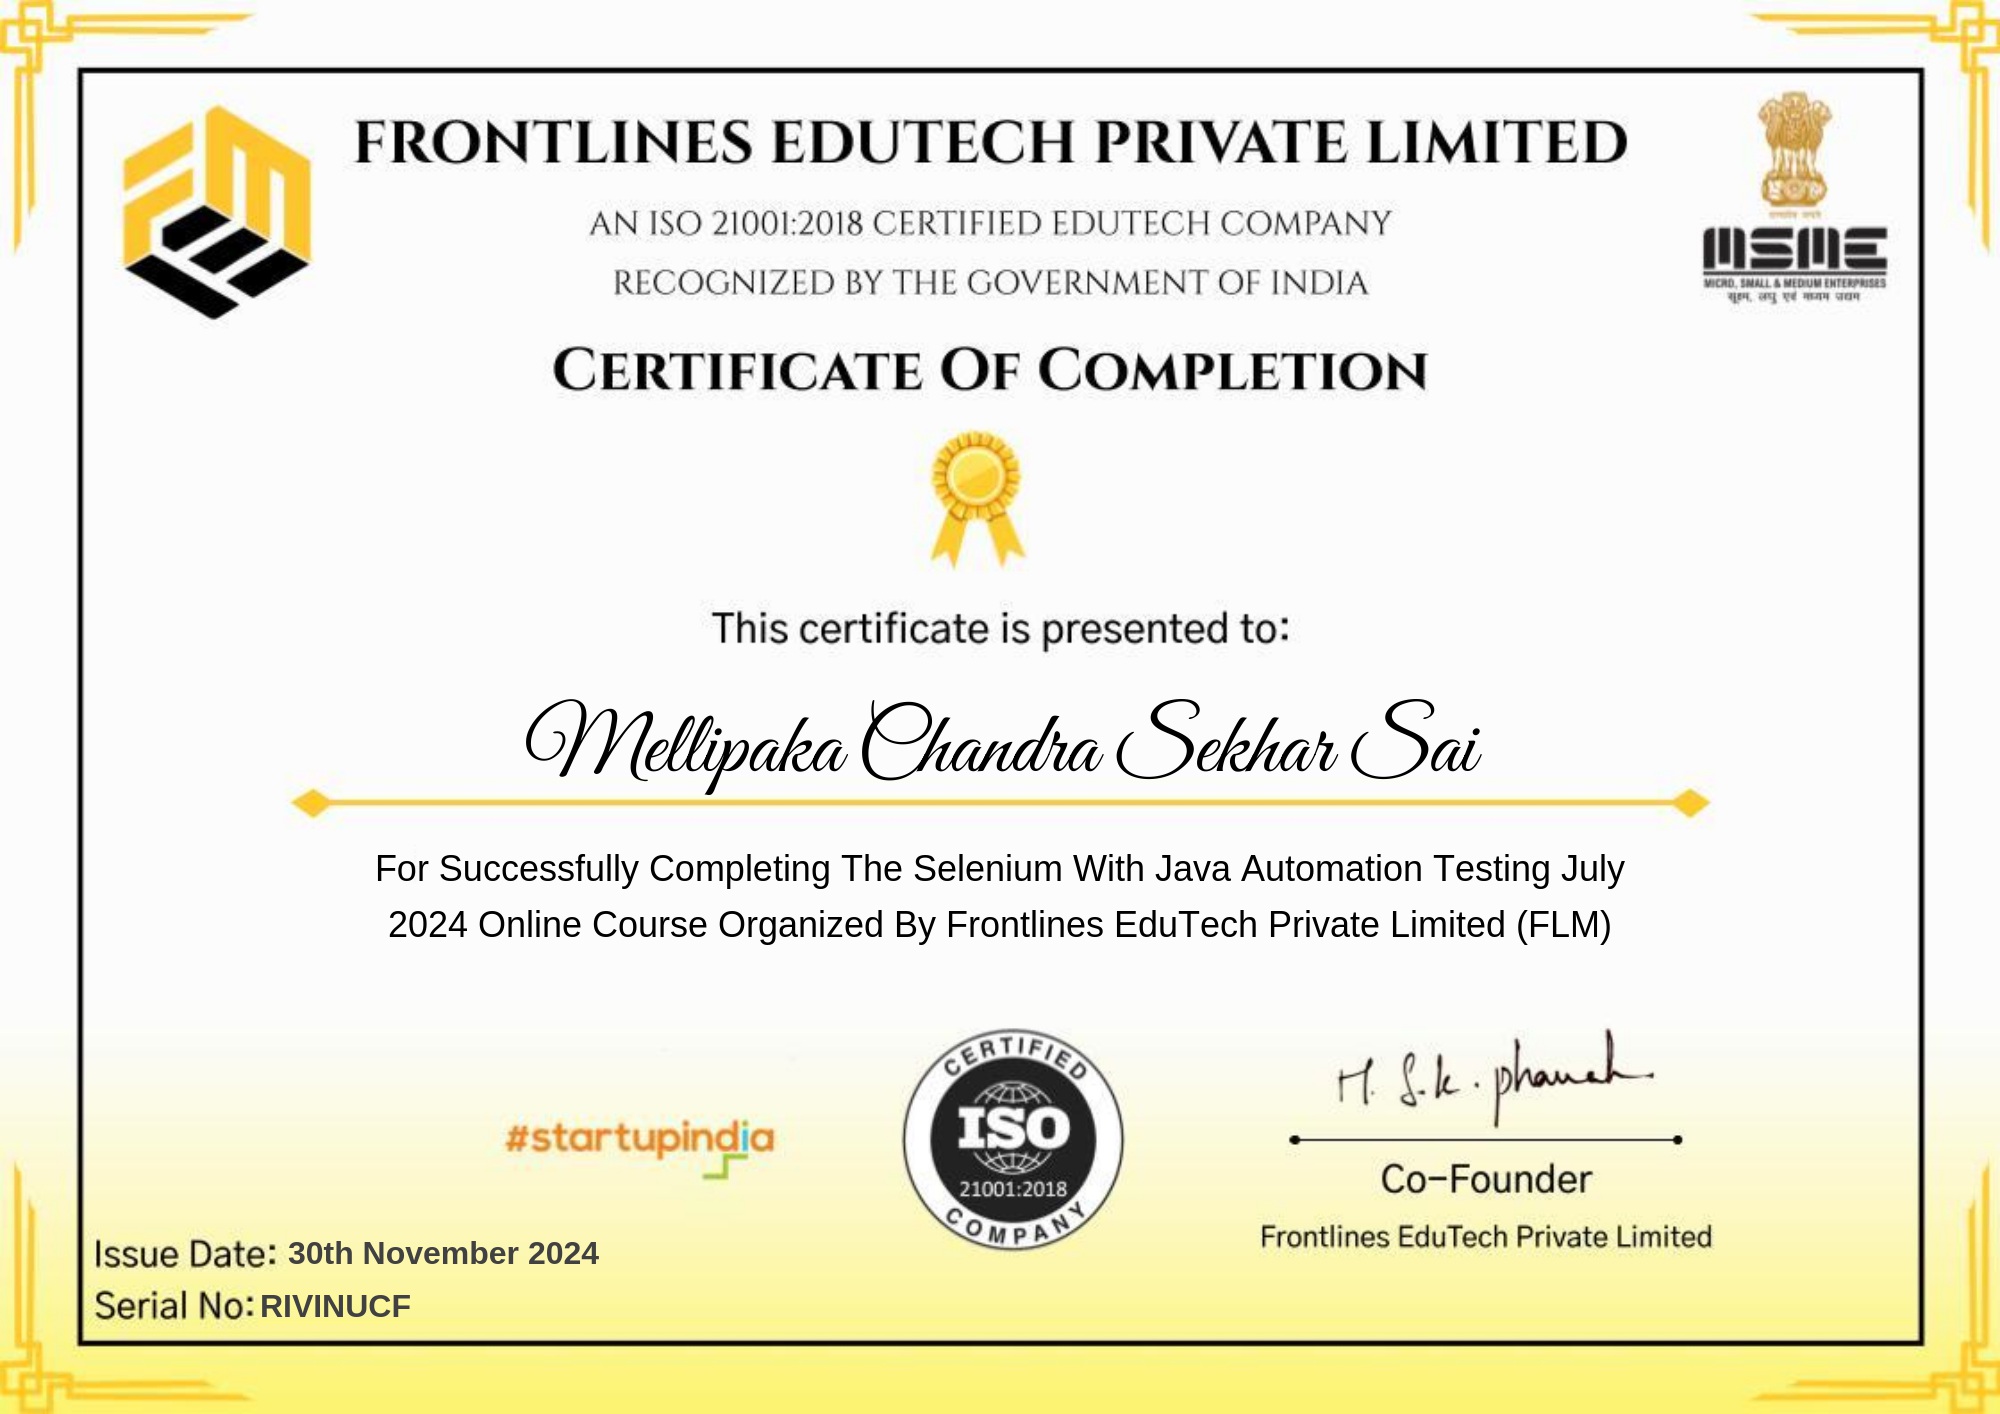 FRONTLINES EDUTECH PRIVATE LIMITED
AN ISO 21001:2018 CERTIFIED EDUTECH COMPANY
RECOGNIZED BY THE GOVERNMENT OF INDIA
MSME
MICRO, SMALL & MEDIUM ENTERPRISES
सूक्ष्म, लघु एवं मध्यम उद्यम
CERTIFICATE OF COMPLETION
This certificate is presented to:
Mellipaka Chandra Sekhar Sai
For Successfully Completing The Selenium With Java Automation Testing July
2024 Online Course Organized By Frontlines EduTech Private Limited (FLM)
#startupindia
CERTIFIED
ISO
21001:2018
COMPANY
Co-Founder
Frontlines EduTech Private Limited
Issue Date: 30th November 2024
Serial No: RIVINUCF